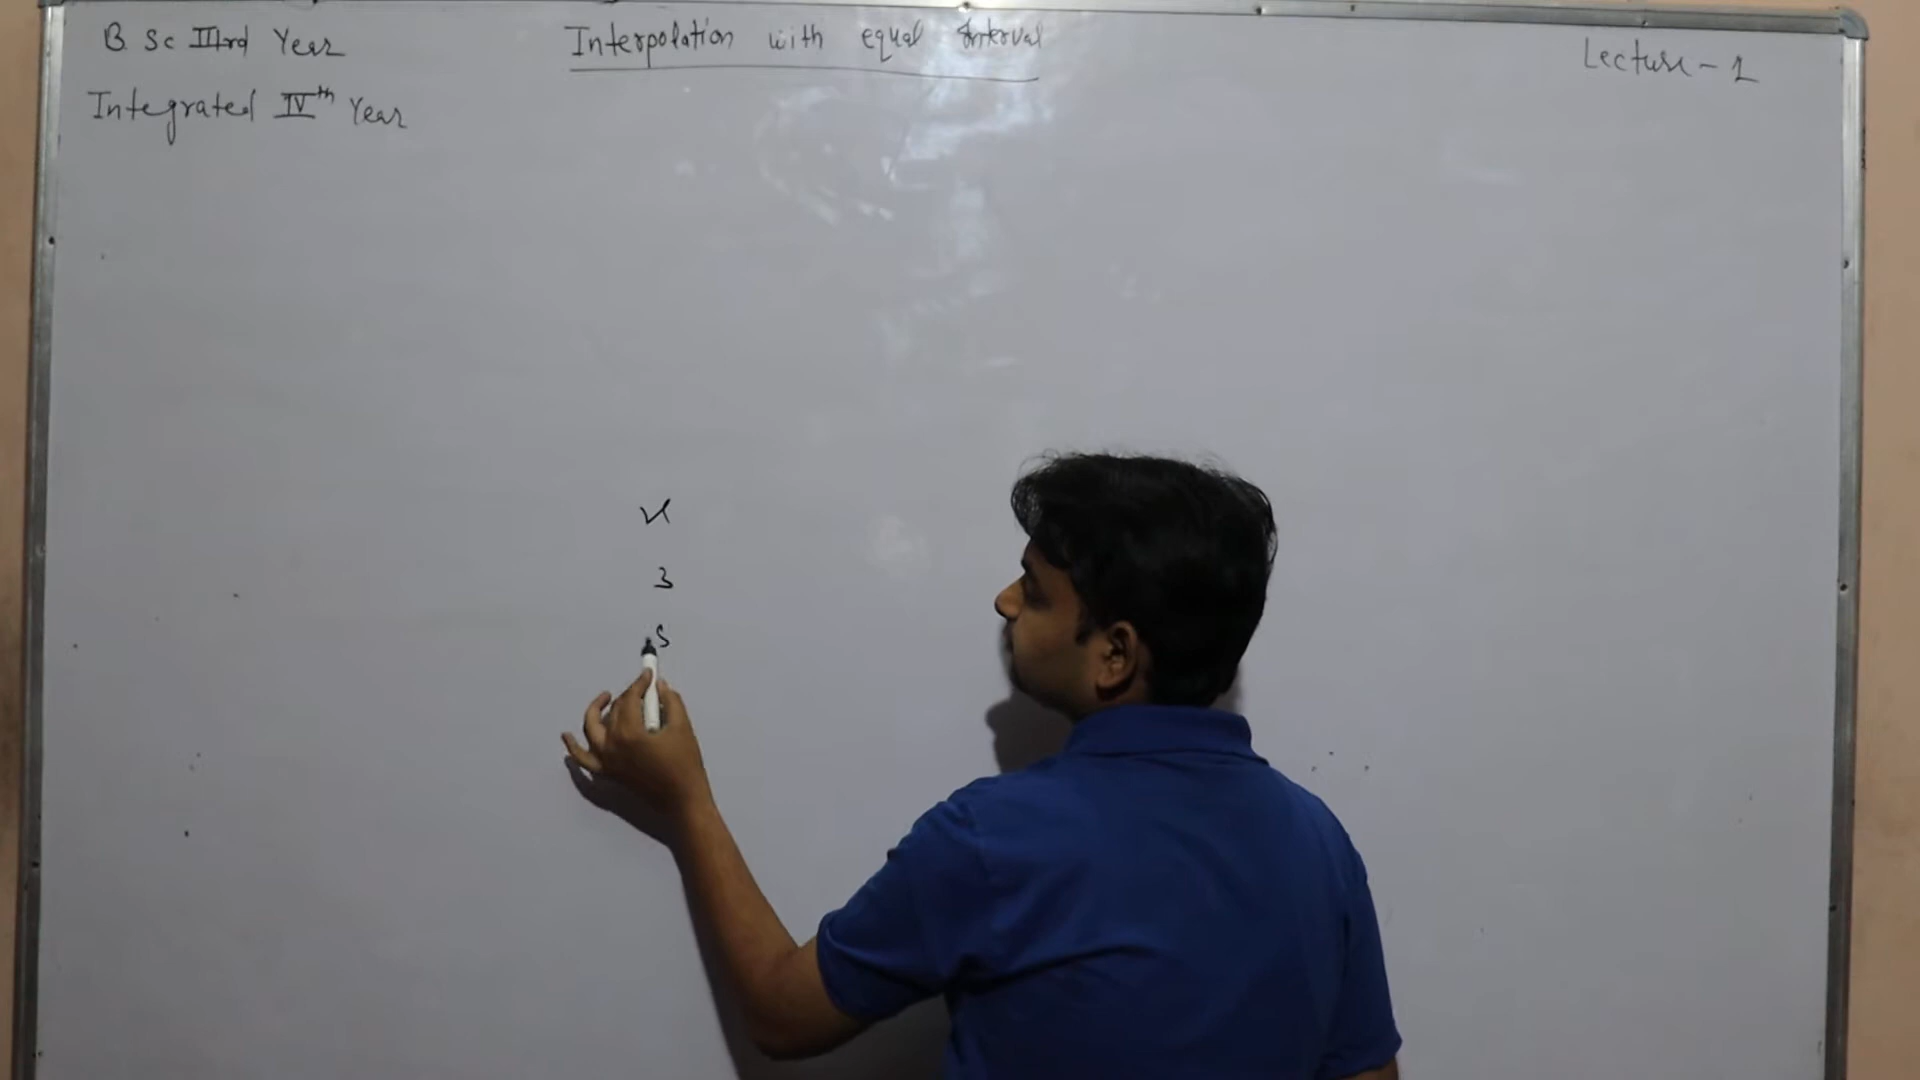 B. Sc IIIrd Year
Interpolation with equal Interval
Lecture - 1
Integrated IVth Year
x
3
5